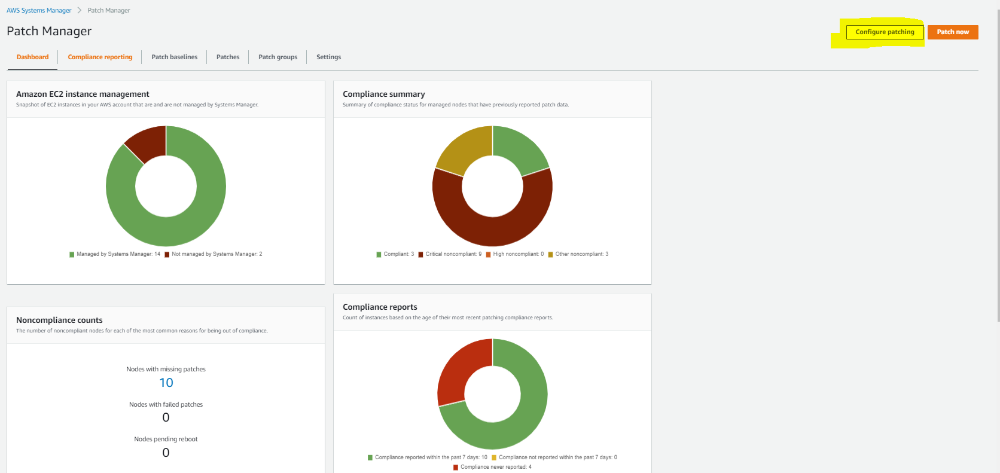 AWS Systems Manager > Patch Manager
Patch Manager
Configure patching
Patch now
Dashboard
Compliance reporting
Patch baselines
Patches
Patch groups
Settings
Amazon EC2 instance management
Snapshot of EC2 instances in your AWS account that are and are not managed by Systems Manager.
Managed by Systems Manager: 14
Not managed by Systems Manager: 2
Compliance summary
Summary of compliance status for managed nodes that have previously reported patch data.
Compliant: 3
Critical noncompliant: 9
High noncompliant: 0
Other noncompliant: 3
Noncompliance counts
The number of noncompliant nodes for each of the most common reasons for being out of compliance.
Nodes with missing patches
10
Nodes with failed patches
0
Nodes pending reboot
0
Compliance reports
Count of instances based on the age of their most recent patching compliance reports.
Compliance reported within the past 7 days: 10
Compliance not reported within the past 7 days: 0
Compliance never reported: 4